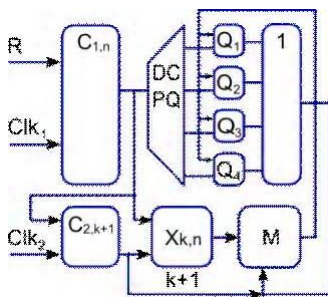 R
Clk₁
C₁,ₙ
DC
PQ
Q₁
Q₂
Q₃
Q₄
1
Clk₂
C₂,ₖ₊₁
Xₖ,ₙ
M
k+1